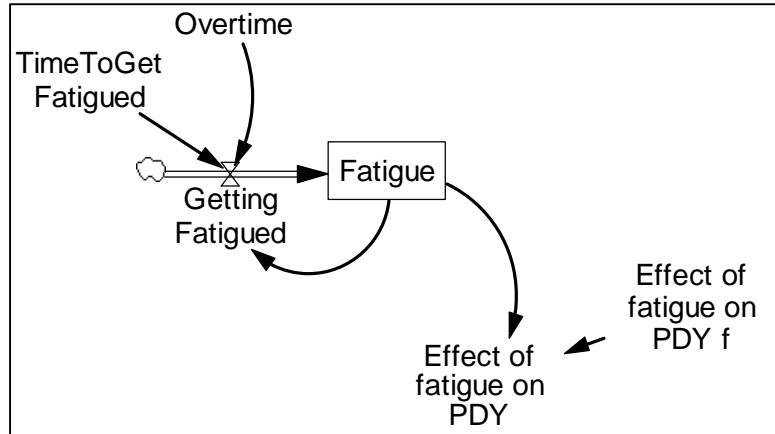 Overtime
TimeToGet
Fatigued
Fatigue
Getting
Fatigued
Effect of
fatigue on
PDY f
Effect of
fatigue on
PDY